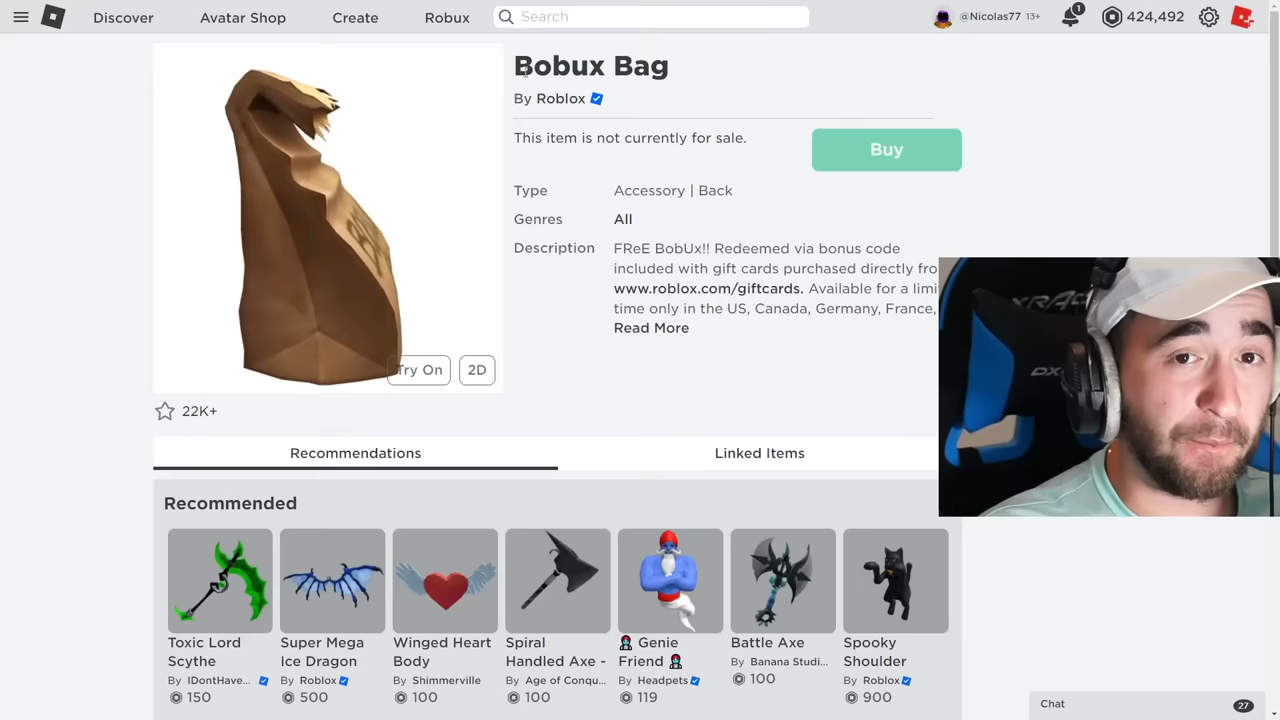 Discover Avatar Shop Create Robux Search @Nicolas77 13+ 1 424,492
Bobux Bag
By Roblox
This item is not currently for sale.
Buy
Type Accessory | Back
Genres All
Description FReE BobUx!! Redeemed via bonus code
included with gift cards purchased directly fro
www.roblox.com/giftcards. Available for a limi
time only in the US, Canada, Germany, France,
Read More
Try On 2D
22K+
Recommendations Linked Items
Recommended
Toxic Lord
Scythe
By IDontHave...
150
Super Mega
Ice Dragon
By Roblox
500
Winged Heart
Body
By Shimmerville
100
Spiral
Handled Axe -
By Age of Conqu...
100
Genie
Friend
By Headpets
119
Battle Axe
By Banana Studi...
100
Spooky
Shoulder
By Roblox
900
Chat 27